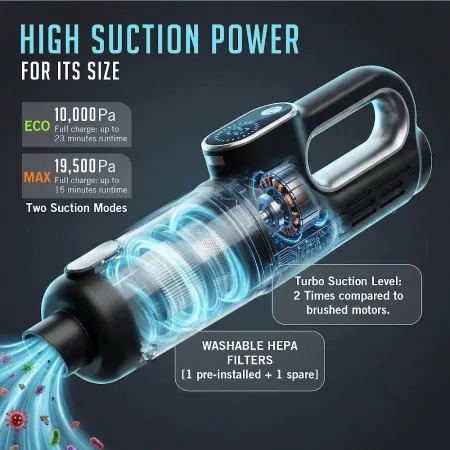 HIGH SUCTION POWER
FOR ITS SIZE
ECO
10,000Pa
Full charge: up to
23 minutes runtime
MAX
19,500Pa
Full charge: up to
15 minutes runtime
Two Suction Modes
Turbo Suction Level:
2 Times compared to
brushed motors.
WASHABLE HEPA
FILTERS
[1 pre-installed + 1 spare]